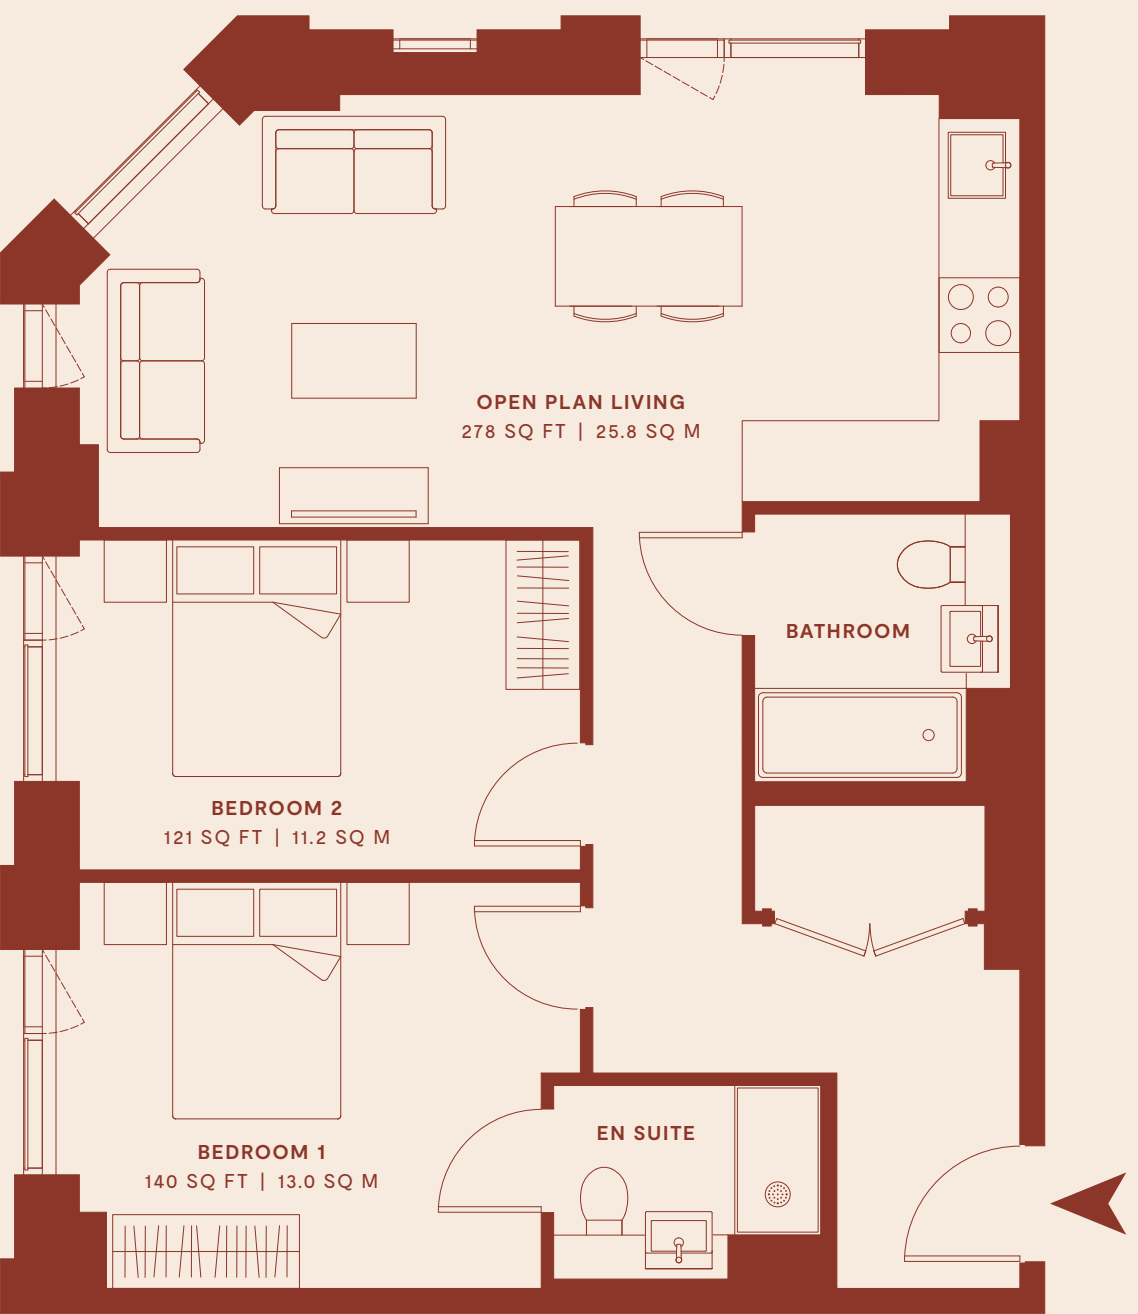 OPEN PLAN LIVING
278 SQ FT | 25.8 SQ M
BATHROOM
BEDROOM 2
121 SQ FT | 11.2 SQ M
EN SUITE
BEDROOM 1
140 SQ FT | 13.0 SQ M